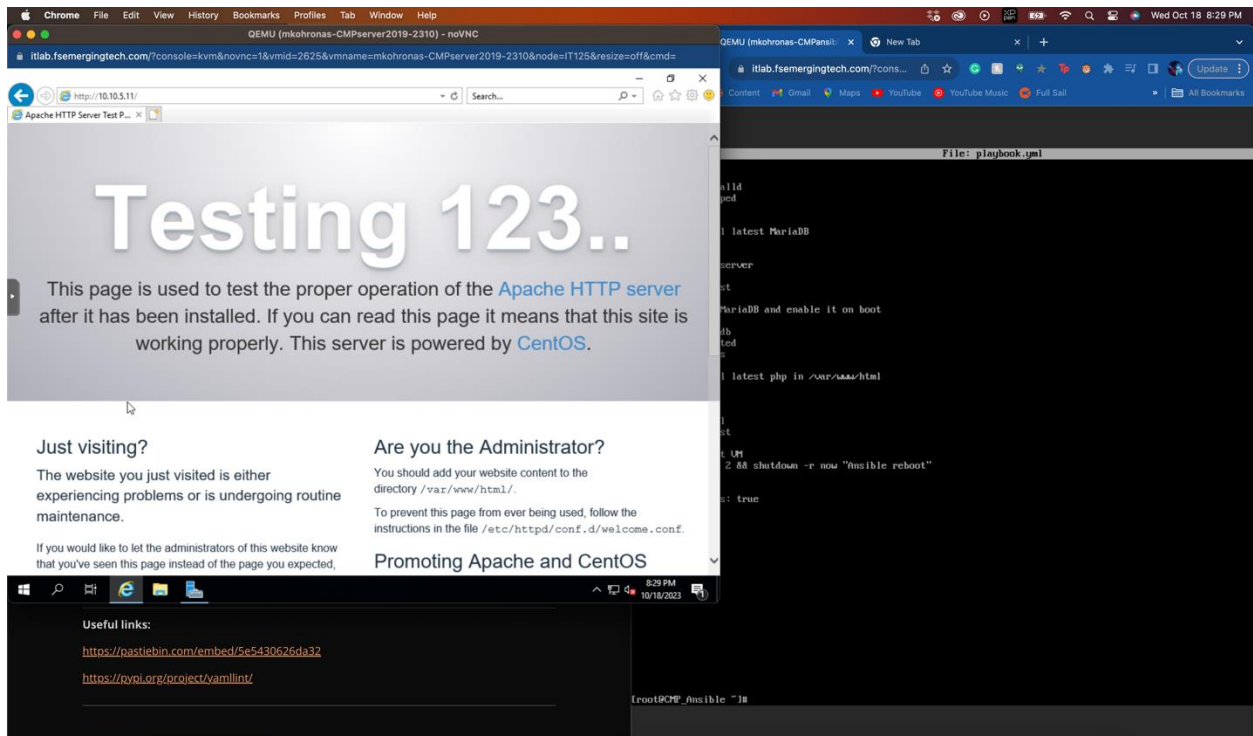 Chrome File Edit View History Bookmarks Profiles Tab Window Help
Wed Oct 18 8:29 PM
QEMU (mkohronas-CMPserver2019-2310) - noVNC
itlab.fsemergingtech.com/?console=kvm&novnc=1&vmid=2625&vmname=mkohronas-CMPserver2019-2310&node=IT125&resize=off&cmd=
http://10.10.5.11/
Search...
Apache HTTP Server Test P...
Testing 123..
This page is used to test the proper operation of the Apache HTTP server
after it has been installed. If you can read this page it means that this site is
working properly. This server is powered by CentOS.
Just visiting?
The website you just visited is either
experiencing problems or is undergoing routine
maintenance.
If you would like to let the administrators of this website know
that you've seen this page instead of the page you expected,
Are you the Administrator?
You should add your website content to the
directory /var/www/html/.
To prevent this page from ever being used, follow the
instructions in the file /etc/httpd/conf.d/welcome.conf.
Promoting Apache and CentOS
8:29 PM
10/18/2023
Useful links:
https://pastiebin.com/embed/5e5430626da32
https://pypi.org/project/yamllint/
QEMU (mkohronas-CMPansib
New Tab
itlab.fsemergingtech.com/?cons...
Update
Content Gmail Maps YouTube YouTube Music Full Sail
All Bookmarks
File: playbook.yml
alld
ped
l latest MariaDB
server
st
MariaDB and enable it on boot
db
ted
s
l latest php in /var/www/html
l
st
t VM
2 && shutdown -r now "Ansible reboot"
s: true
[root@CMP_Ansible ~]#